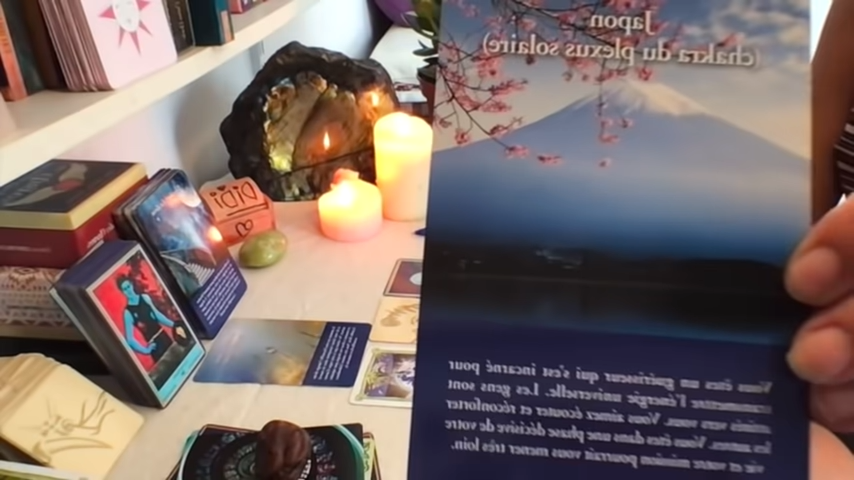 Japon
(chakra du plexus solaire)
Vous êtes un guérisseur qui s'est incarné pour
transmettre l'énergie universelle. Les gens sont
attirés vers vous. Vous aimez écouter et réconforter
les autres. Vous êtes dans une phase décisive de votre
vie et votre mission pourrait vous mener très loin.
DIDI